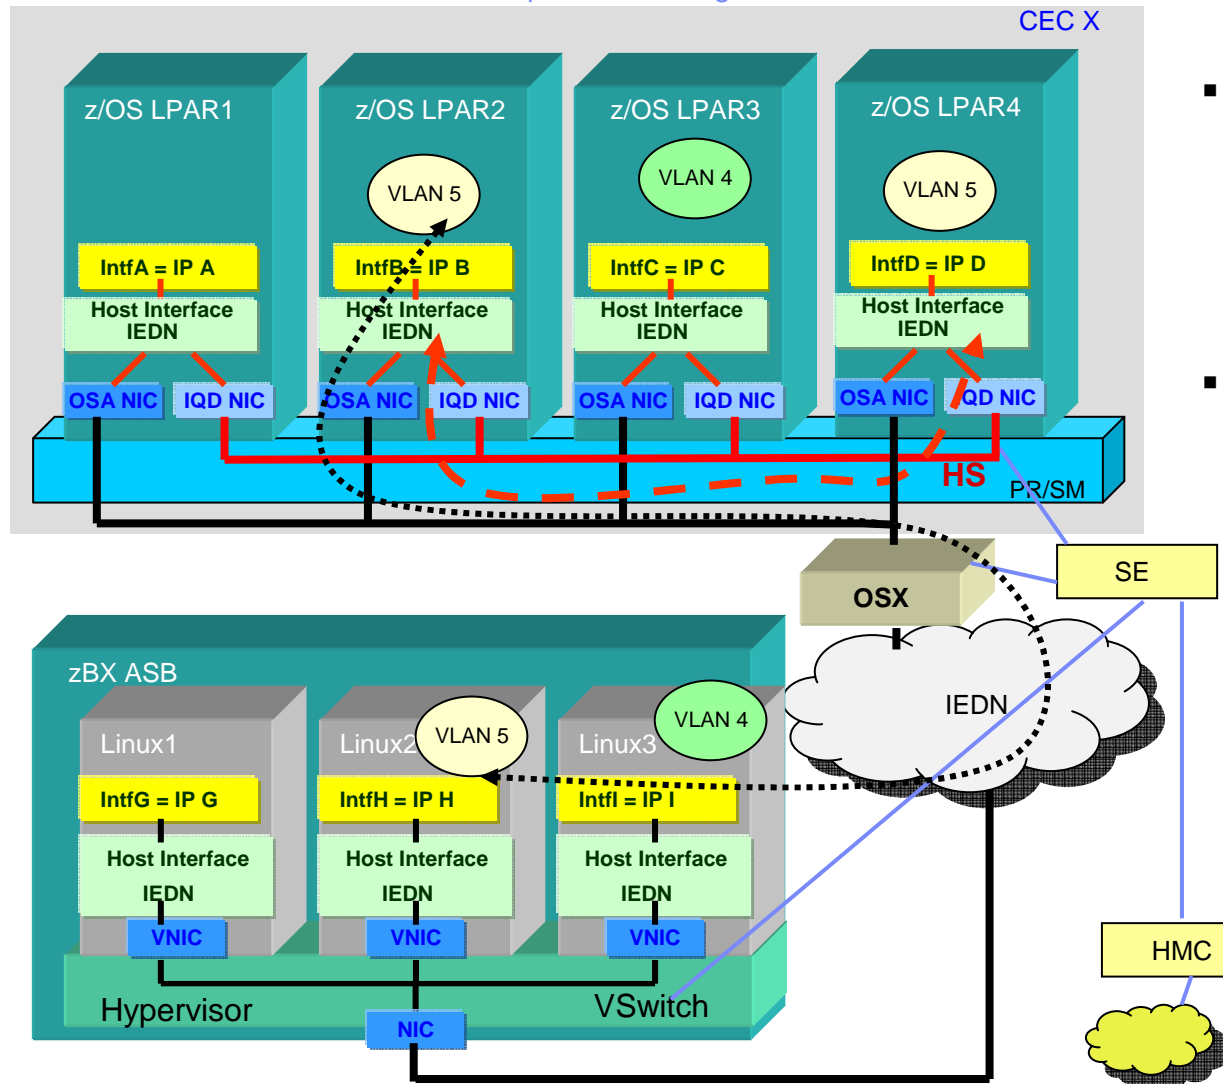 CEC X
z/OS LPAR1
z/OS LPAR2
z/OS LPAR3
z/OS LPAR4
VLAN 5
VLAN 4
VLAN 5
IntfA = IP A
IntfB = IP B
IntfC = IP C
IntfD = IP D
Host Interface
IEDN
Host Interface
IEDN
Host Interface
IEDN
Host Interface
IEDN
OSA NIC
IQD NIC
OSA NIC
IQD NIC
OSA NIC
IQD NIC
OSA NIC
IQD NIC
HS
PR/SM
OSX
SE
IEDN
zBX ASB
Linux1
Linux2
VLAN 5
Linux3
VLAN 4
IntfG = IP G
IntfH = IP H
IntfI = IP I
Host Interface
IEDN
Host Interface
IEDN
Host Interface
IEDN
VNIC
VNIC
VNIC
HMC
Hypervisor
VSwitch
NIC